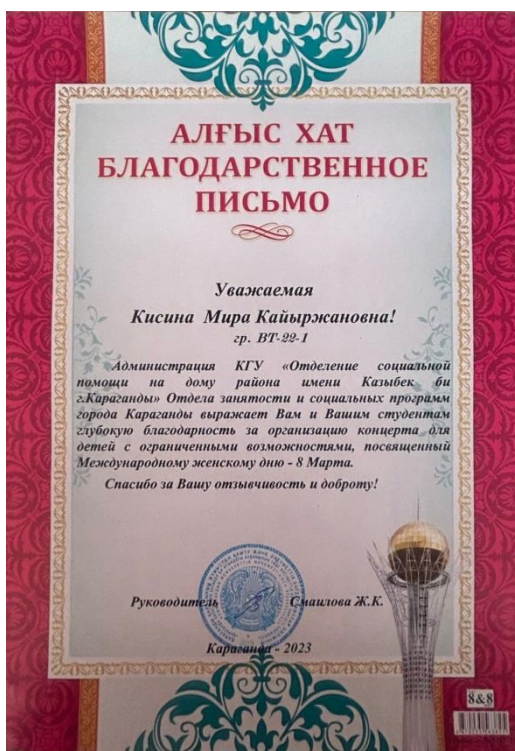 АЛҒЫС ХАТ
БЛАГОДАРСТВЕННОЕ
ПИСЬМО
Уважаемая
Кисина Мира Кайыржановна!
гр. ВТ-22-1
Администрация КГУ «Отделение социальной
помощи на дому района имени Казыбек би
г.Караганды» Отдела занятости и социальных программ
города Караганды выражает Вам и Вашим студентам
глубокую благодарность за организацию концерта для
детей с ограниченными возможностями, посвященный
Международному женскому дню - 8 Марта.
Спасибо за Вашу отзывчивость и доброту!
Руководитель Смаилова Ж.К.
Караганда - 2023
8&8